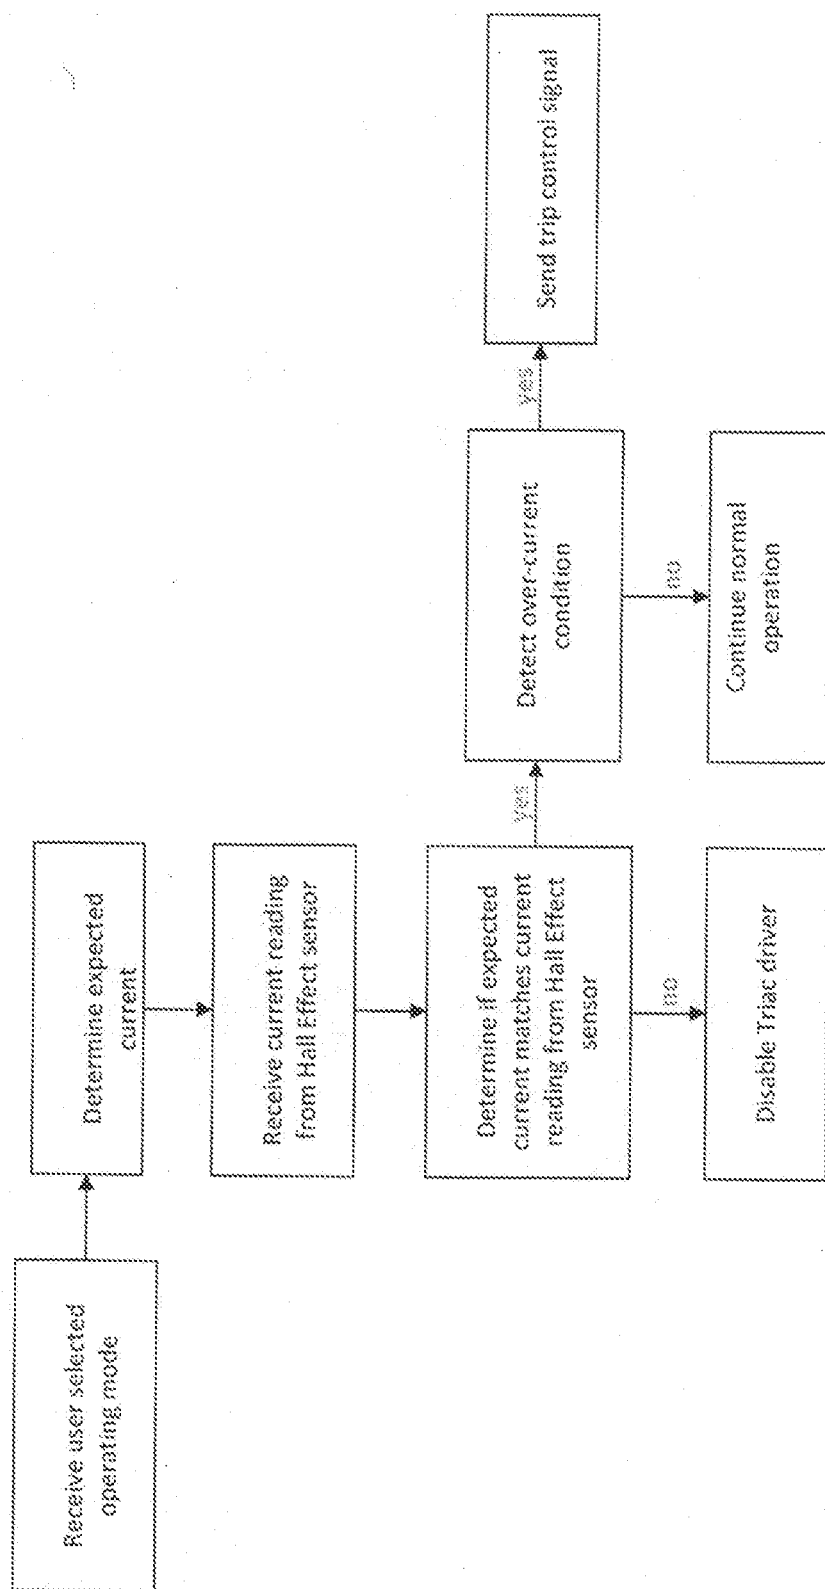 Receive user selected
operating mode
Determine expected
current
Receive current reading
from Hall Effect sensor
Determine if expected
current matches current
reading from Hall Effect
sensor
no
Disable Triac driver
yes
Detect over-current
condition
no
Continue normal
operation
yes
Send trip control signal